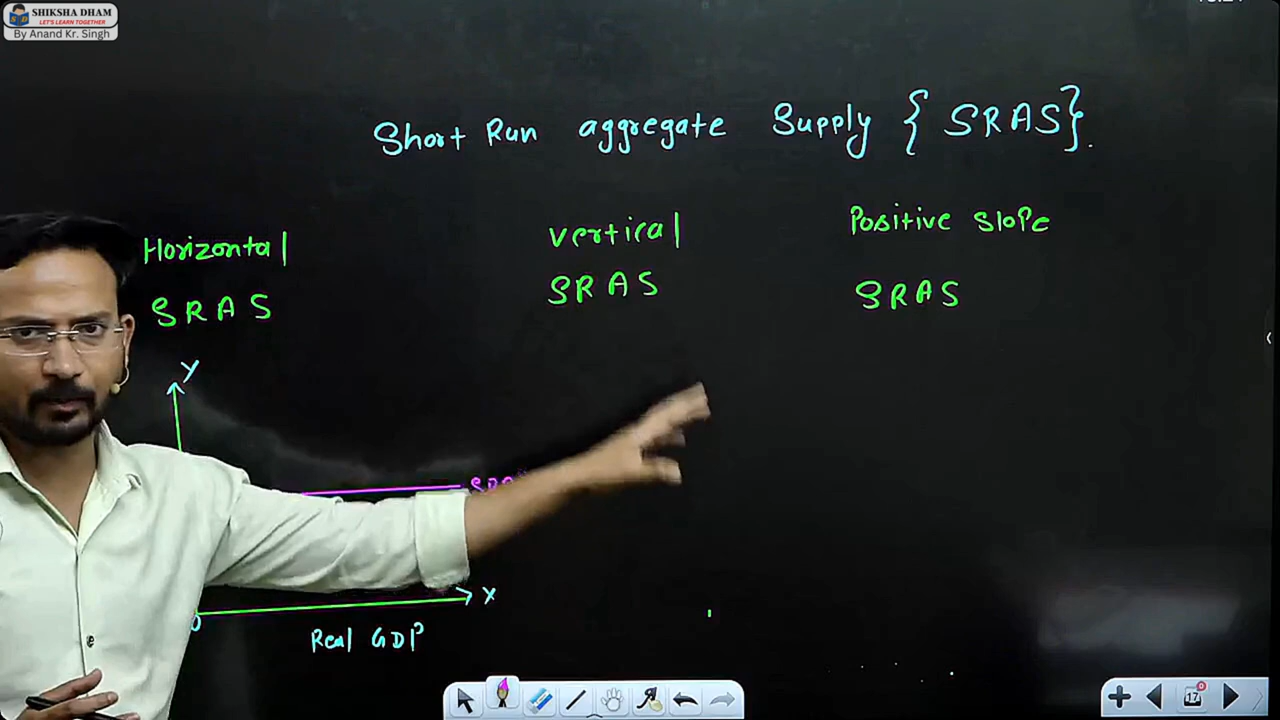 SHIKSHA DHAM
LET'S LEARN TOGETHER
By Anand Kr. Singh
Short Run aggregate Supply { SRAS}.
Horizontal
SRAS
vertical
SRAS
Positive Slope
SRAS
Y
X
Real GDP
17